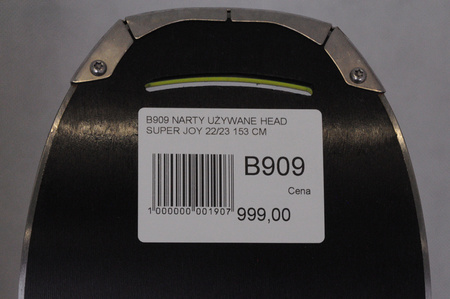 B909 NARTY UŻYWANE HEAD
SUPER JOY 22/23 153 CM
B909
Cena
1 000000 001907
999,00